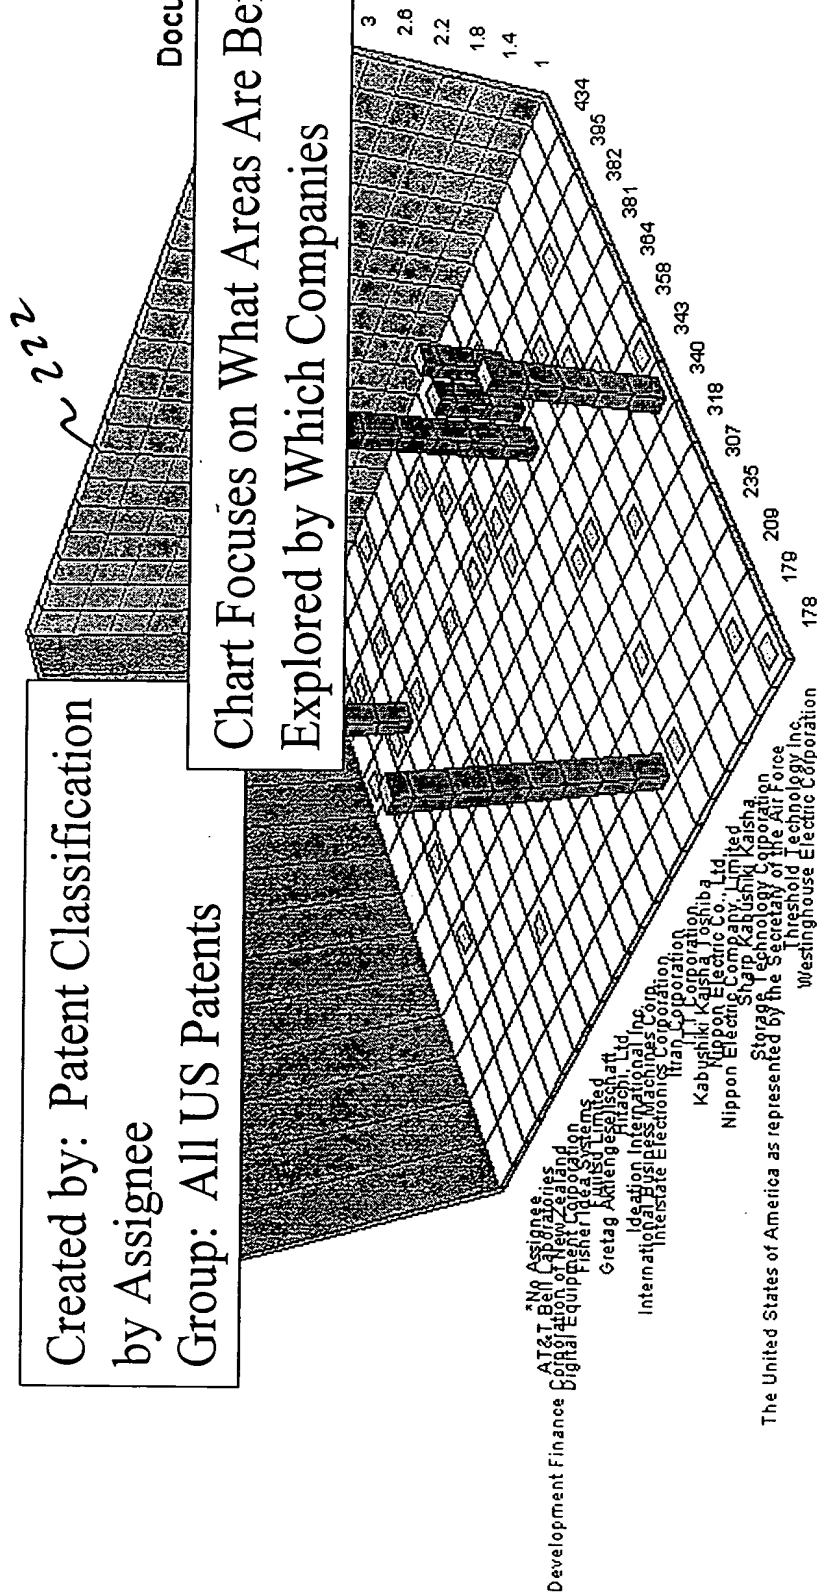 222
Docu
Created by: Patent Classification
by Assignee
Group: All US Patents
Chart Focuses on What Areas Are Be
Explored by Which Companies
3
2.6
2.2
1.8
1.4
1
434
395
382
381
364
358
343
340
318
307
235
209
179
178
*No Assignee
AT&T Bell Laboratories
Development Finance Corporation of New Zealand
Digital Equipment Corporation
Fisher Idea Systems
Fujitsu Limited
Gretag Aktiengesellschaft
Hitachi, Ltd.
Ideation International Inc.
International Business Machines Corp.
Interstate Electronics Corporation
Itran Corporation
ITT Corporation
Kabushiki Kaisha Toshiba
Nippon Electric Co., Ltd.
Nippon Electric Company, Limited
Sharp Kabushiki Kaisha
Storage Technology Corporation
The United States of America as represented by the Secretary of the Air Force
Threshold Technology Inc.
Westinghouse Electric Corporation